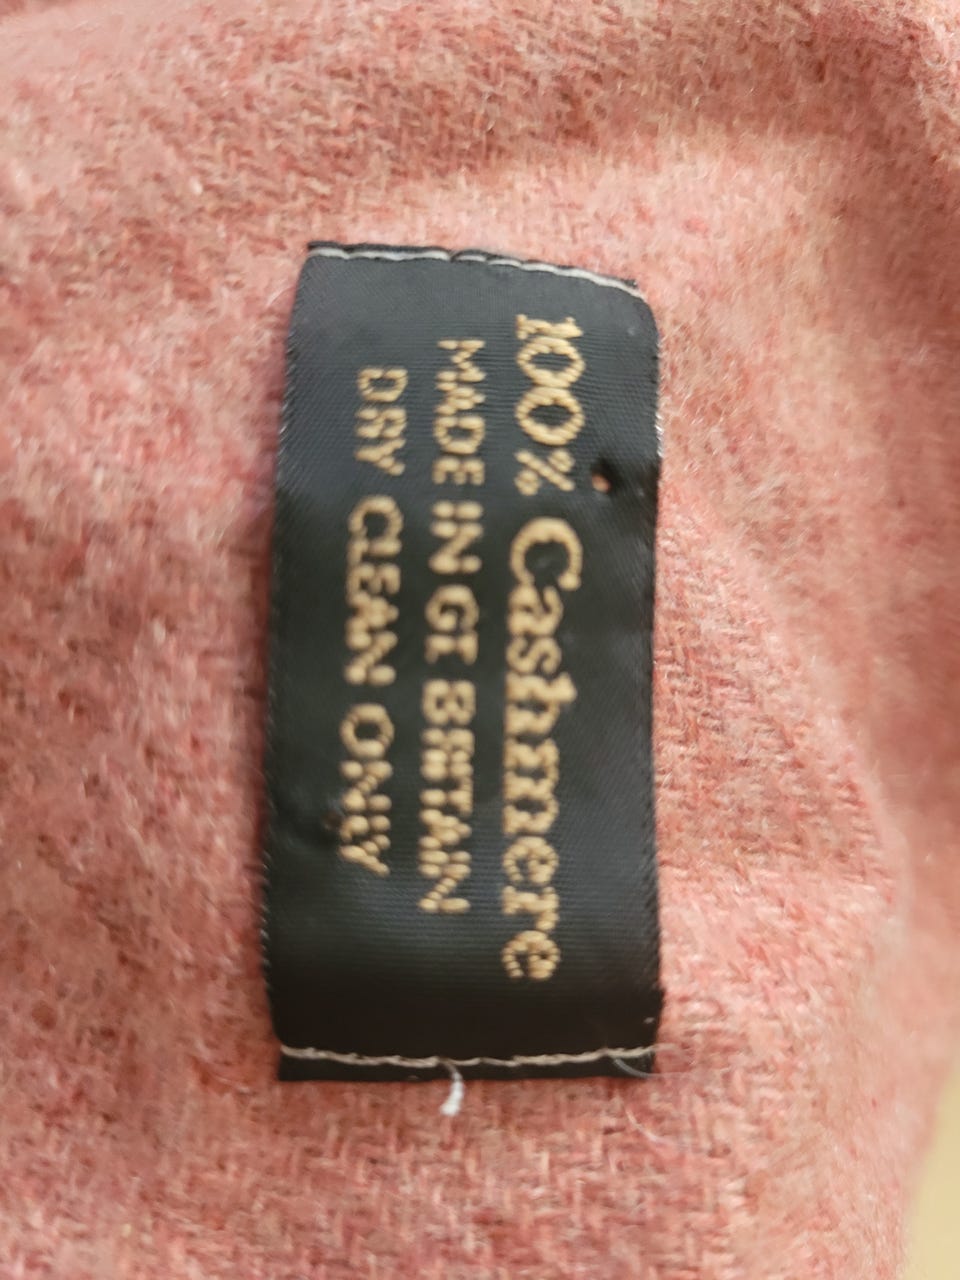 100% Cashmere
MADE IN GT BRITAIN
DRY CLEAN ONLY